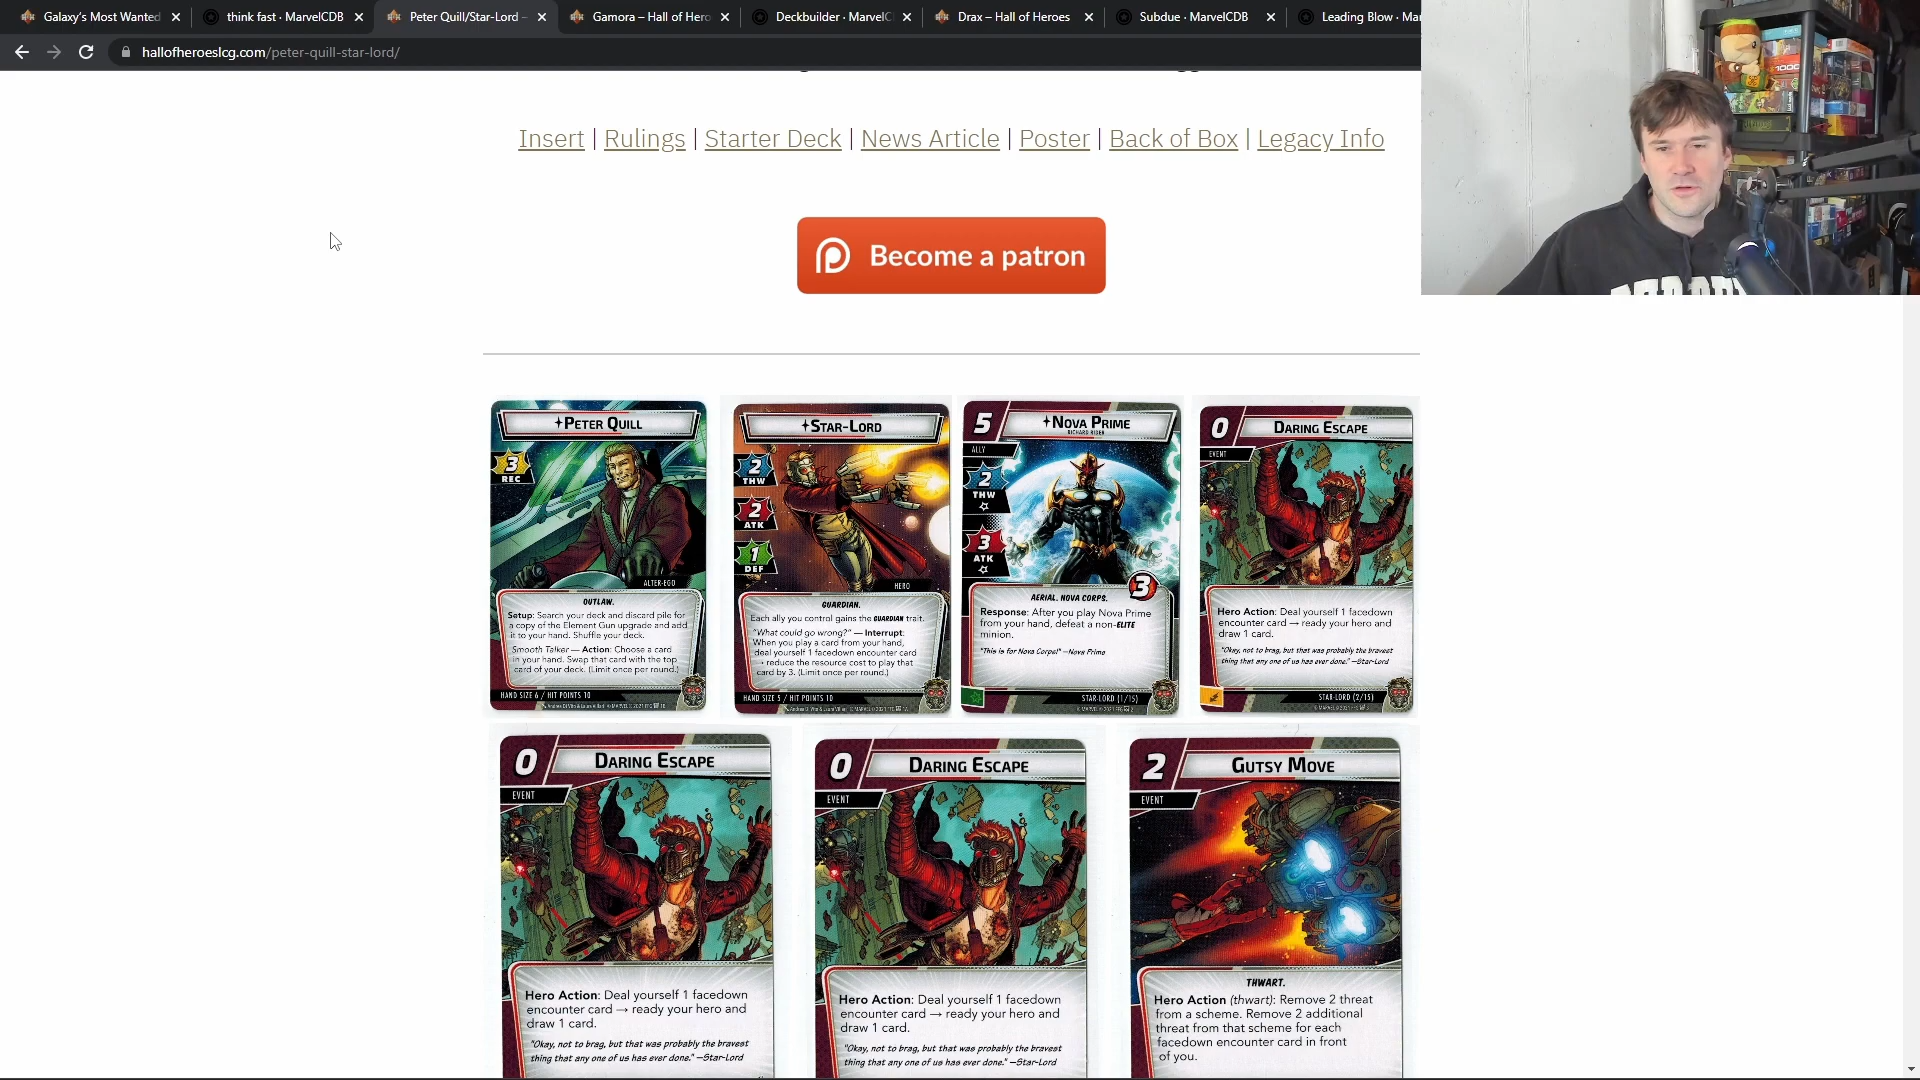 Galaxy's Most Wanted
think fast · MarvelCDB
Peter Quill/Star-Lord –
Gamora – Hall of Hero
Deckbuilder · MarvelC
Drax – Hall of Heroes
Subdue · MarvelCDB
Leading Blow · Mar
hallofheroeslcg.com/peter-quill-star-lord/
Insert | Rulings | Starter Deck | News Article | Poster | Back of Box | Legacy Info
Become a patron
PETER QUILL
3
REC
ALTER-EGO
OUTLAW.
Setup: Search your deck and discard pile for
a copy of the Element Gun upgrade and add
it to your hand. Shuffle your deck.
Smooth Talker — Action: Choose a card
in your hand. Swap that card with the top
card of your deck. (Limit once per round.)
HAND SIZE 6 / HIT POINTS 10
STAR-LORD
2
THW
2
ATK
1
DEF
HERO
GUARDIAN.
Each ally you control gains the GUARDIAN trait.
"What could go wrong?" — Interrupt:
When you play a card from your hand,
deal yourself 1 facedown encounter card
→ reduce the resource cost to play that
card by 3. (Limit once per round.)
HAND SIZE 5 / HIT POINTS 10
5
NOVA PRIME
RICHARD RIDER
ALLY
2
THW
3
ATK
3
AERIAL. NOVA CORPS.
Response: After you play Nova Prime
from your hand, defeat a non-ELITE
minion.
"This is for Nova Corps!" —Nova Prime
STAR-LORD (1/15)
0
DARING ESCAPE
EVENT
Hero Action: Deal yourself 1 facedown
encounter card → ready your hero and
draw 1 card.
"Okay, not to brag, but that was probably the bravest
thing that any one of us has ever done." —Star-Lord
STAR-LORD (2/15)
0
DARING ESCAPE
EVENT
Hero Action: Deal yourself 1 facedown
encounter card → ready your hero and
draw 1 card.
"Okay, not to brag, but that was probably the bravest
thing that any one of us has ever done." —Star-Lord
0
DARING ESCAPE
EVENT
Hero Action: Deal yourself 1 facedown
encounter card → ready your hero and
draw 1 card.
"Okay, not to brag, but that was probably the bravest
thing that any one of us has ever done." —Star-Lord
2
GUTSY MOVE
EVENT
THWART.
Hero Action (thwart): Remove 2 threat
from a scheme. Remove 2 additional
threat from that scheme for each
facedown encounter card in front
of you.